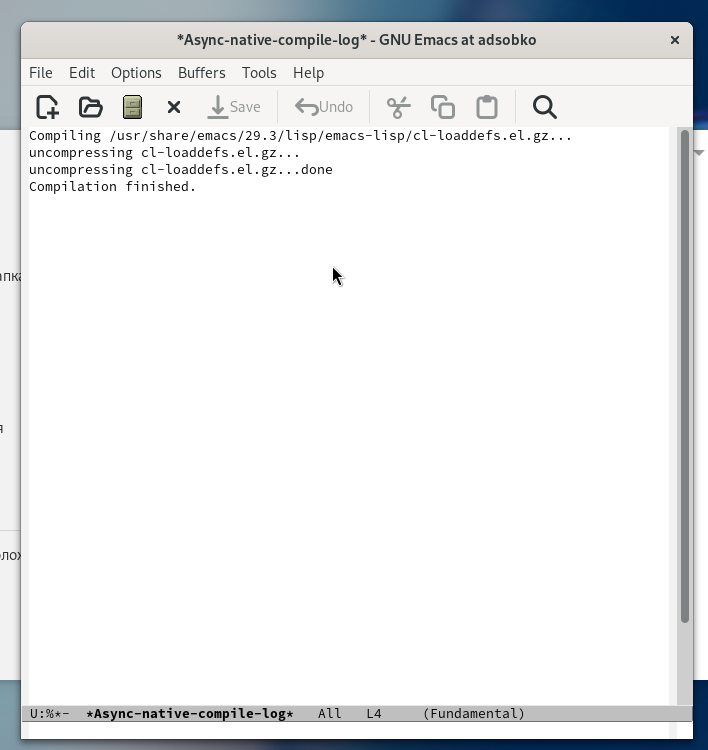 *Async-native-compile-log* - GNU Emacs at adsobko
File Edit Options Buffers Tools Help
Save Undo
Compiling /usr/share/emacs/29.3/lisp/emacs-lisp/cl-loaddefs.el.gz...
uncompressing cl-loaddefs.el.gz...
uncompressing cl-loaddefs.el.gz...done
Compilation finished.
U:%*- *Async-native-compile-log* All L4 (Fundamental)